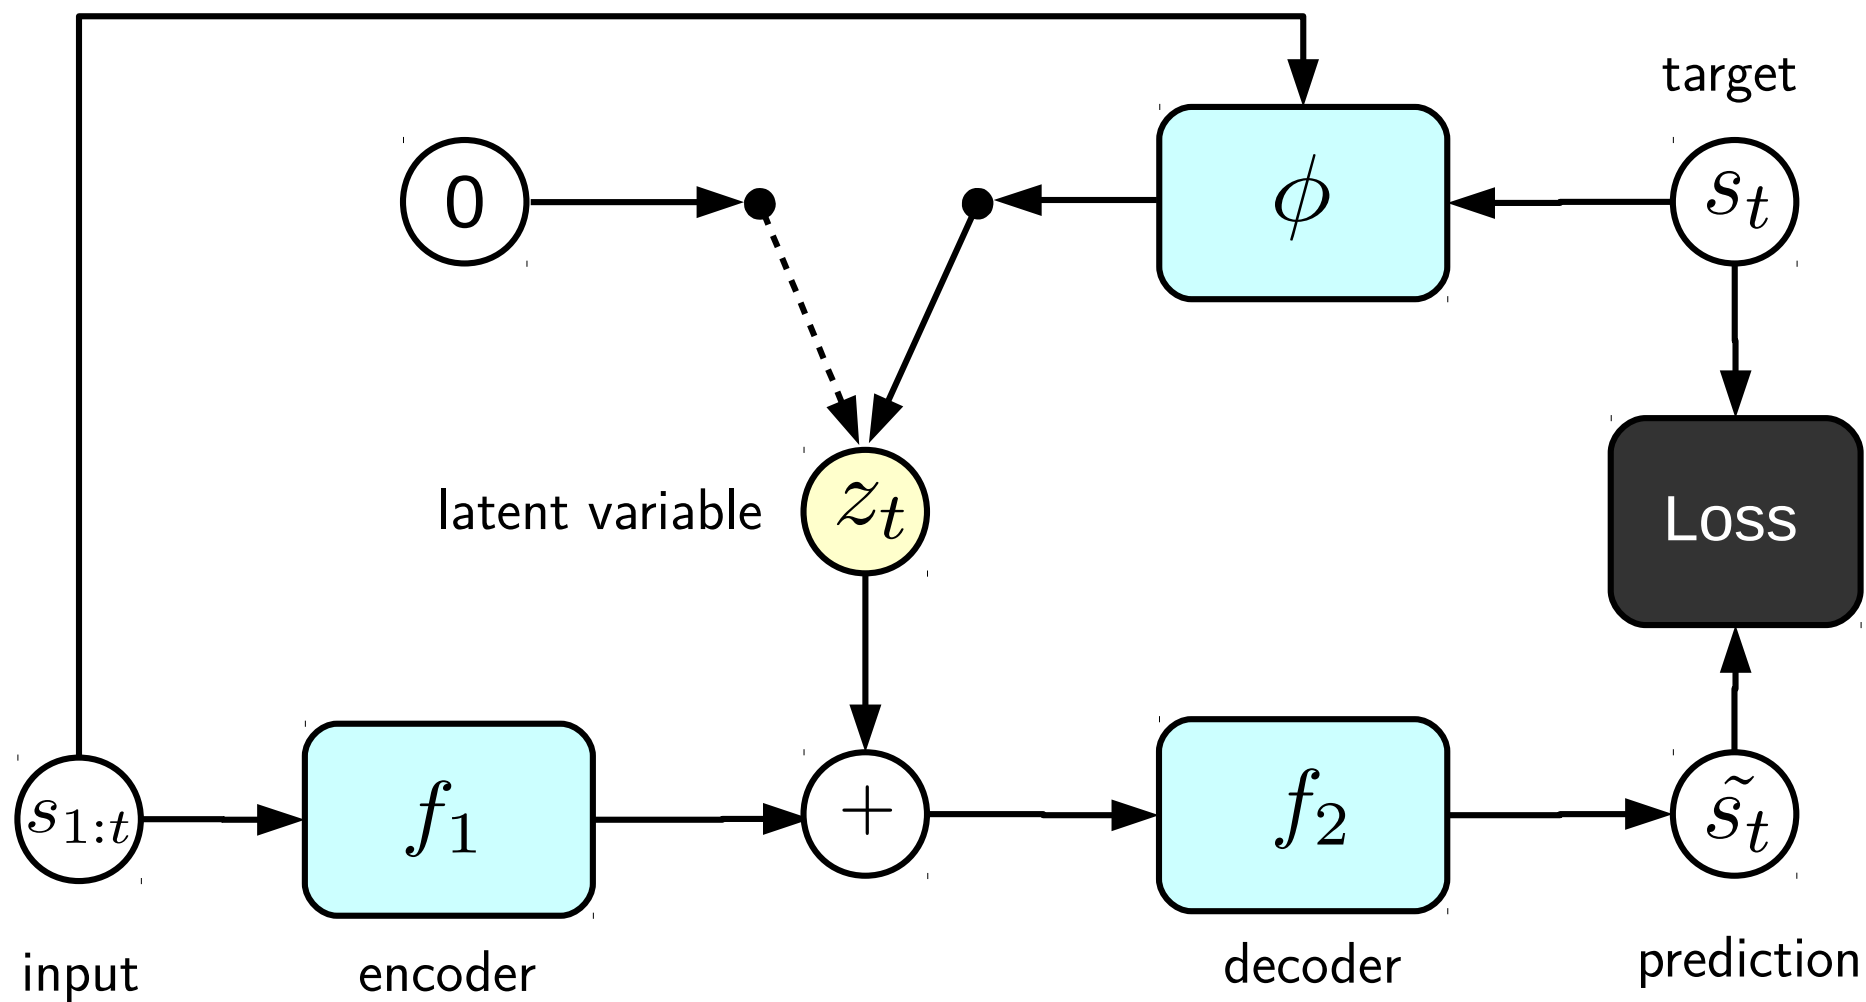 target
0
ϕ
s_t
latent variable
z_t
Loss
s_{1:t}
f_1
+
f_2
s̃_t
input
encoder
decoder
prediction